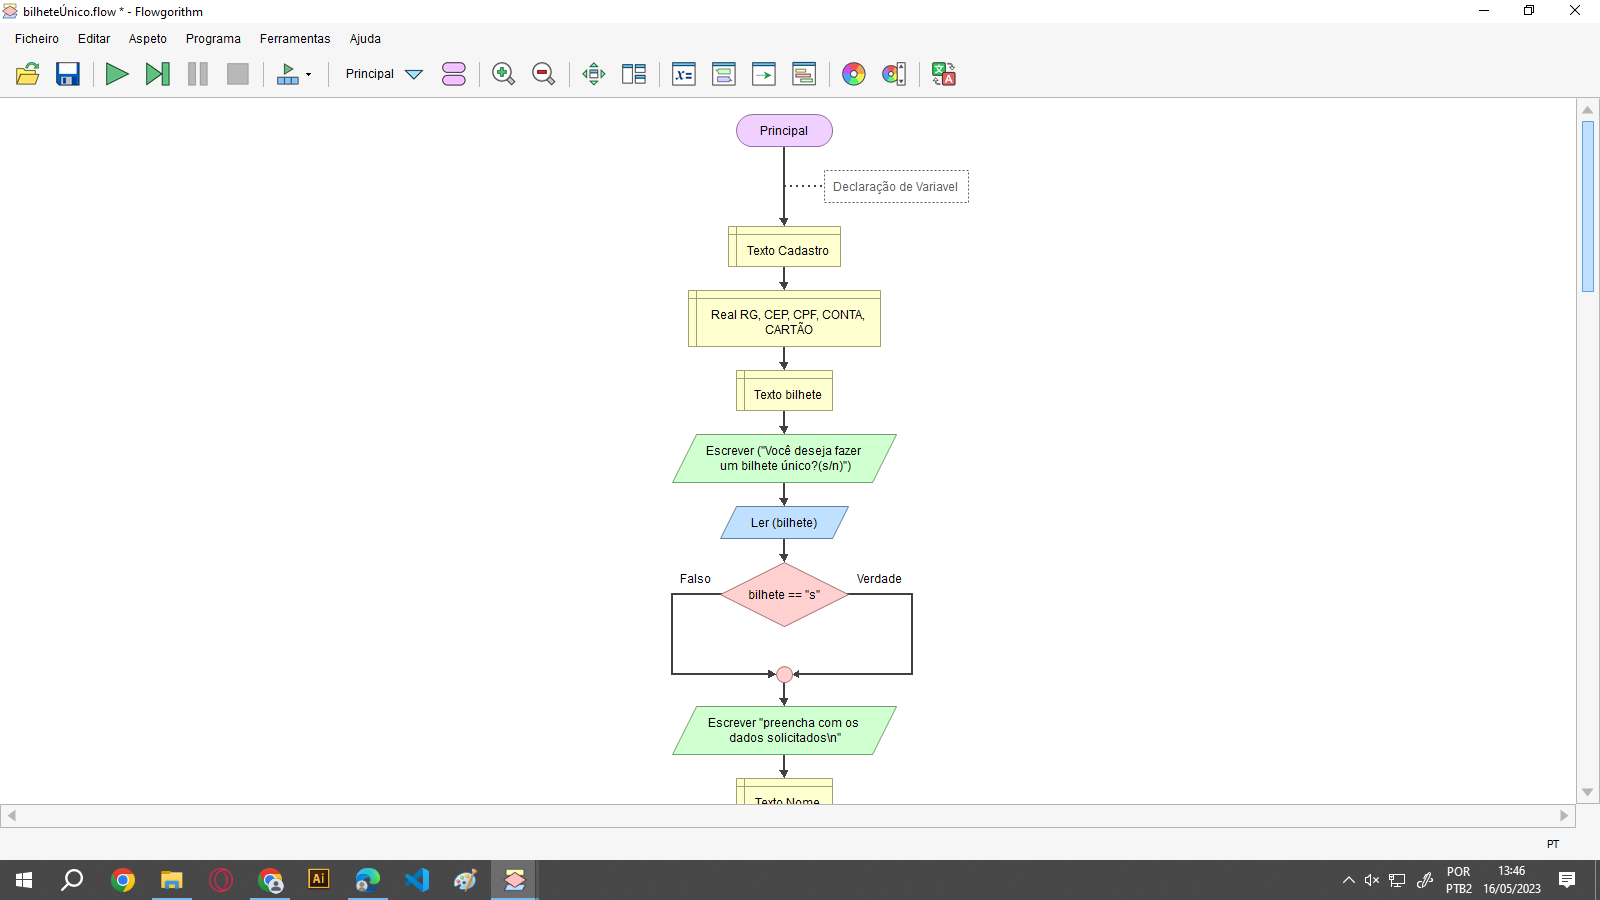 bilheteÚnico.flow * - Flowgorithm
Ficheiro Editar Aspeto Programa Ferramentas Ajuda
Principal
x=
A
Principal
Declaração de Variavel
Texto Cadastro
Real RG, CEP, CPF, CONTA,
CARTÃO
Texto bilhete
Escrever ("Você deseja fazer
um bilhete único?(s/n)")
Ler (bilhete)
Falso
Verdade
bilhete == "s"
Escrever "preencha com os
dados solicitados\n"
Texto Nome
PT
Ai
POR
PTB2
13:46
16/05/2023